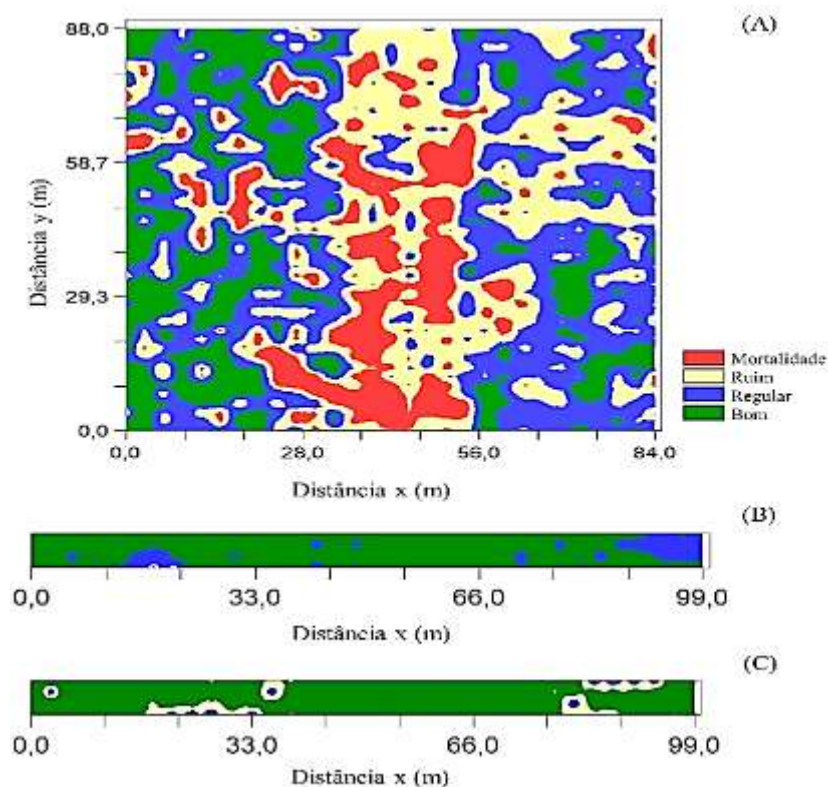 (A)
88,0
58,7
29,3
0,0
Distância y (m)
0,0 28,0 56,0 84,0
Distância x (m)
Mortalidade
Ruim
Regular
Bom
(B)
0,0 33,0 66,0 99,0
Distância x (m)
(C)
0,0 33,0 66,0 99,0
Distância x (m)